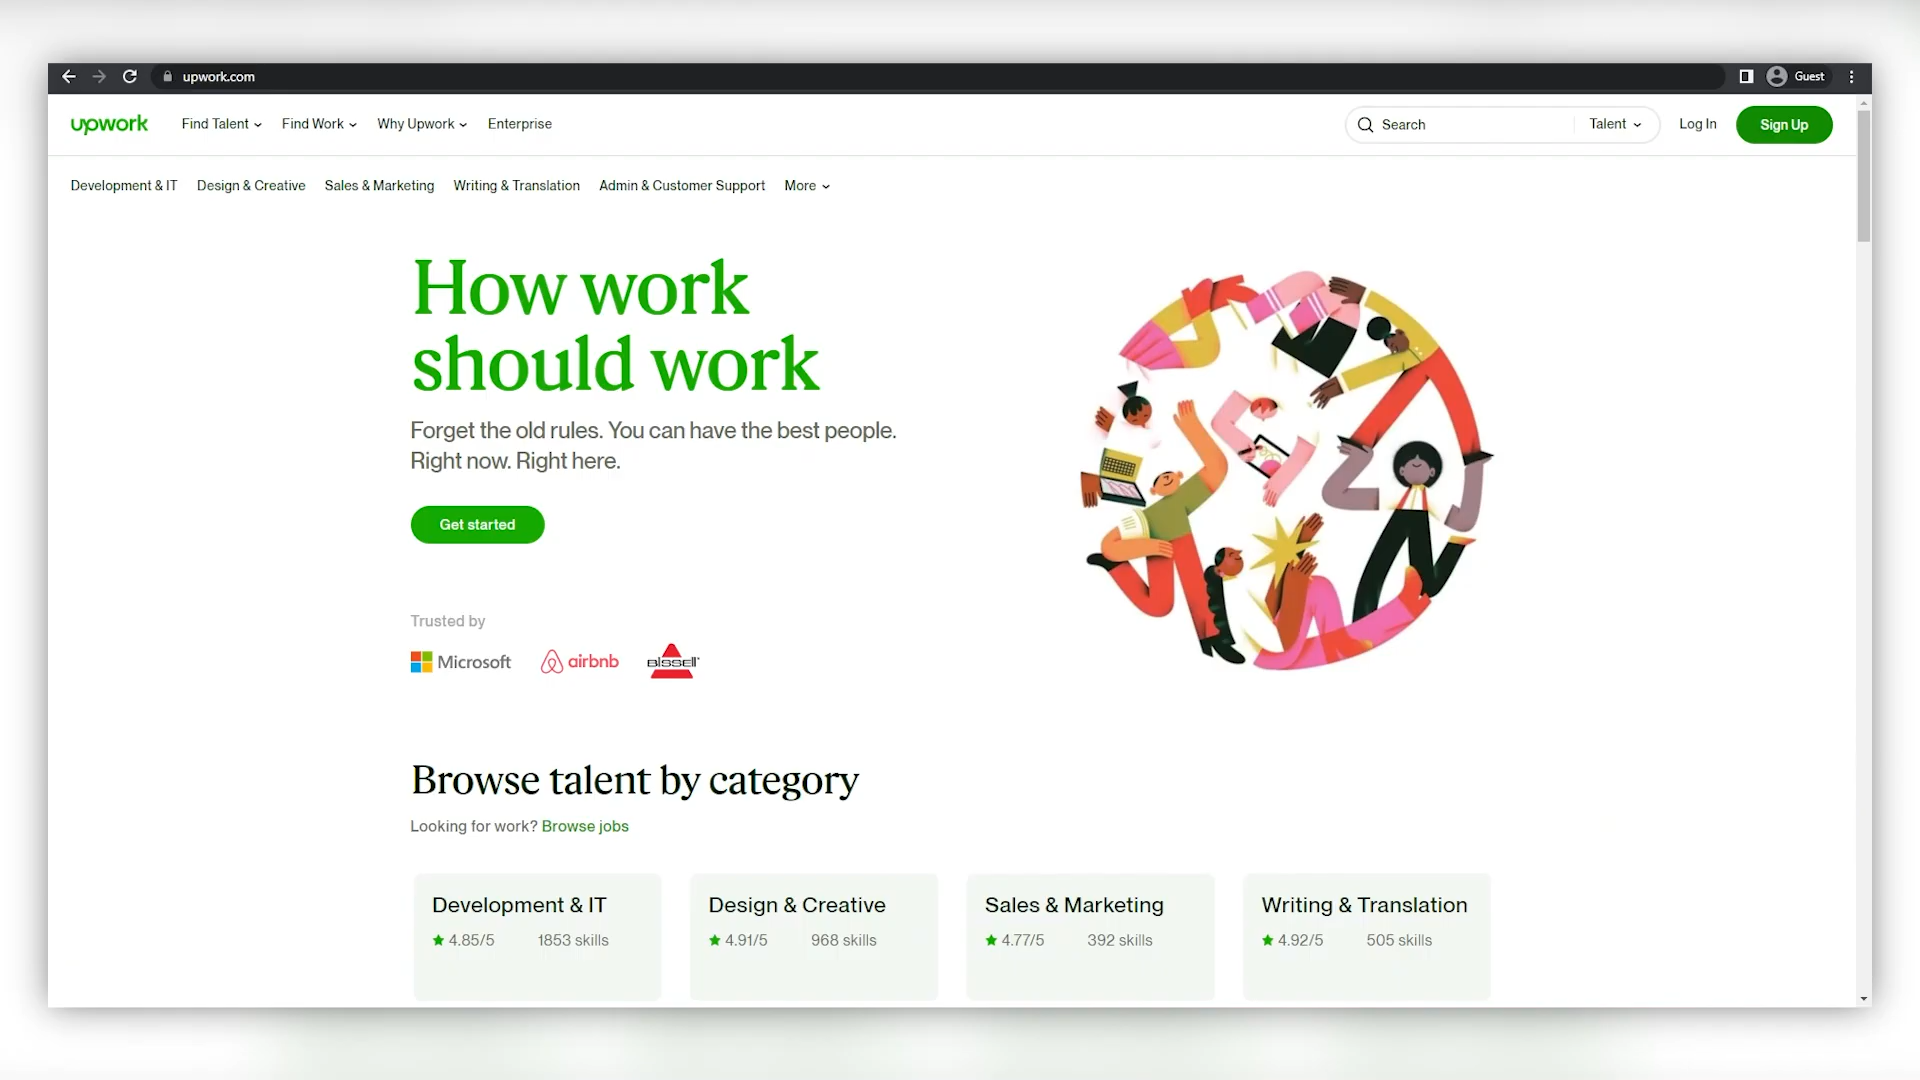 upwork.com
Guest
upwork
Find Talent
Find Work
Why Upwork
Enterprise
Search
Talent
Log In
Sign Up
Development & IT
Design & Creative
Sales & Marketing
Writing & Translation
Admin & Customer Support
More
How work
should work
Forget the old rules. You can have the best people.
Right now. Right here.
Get started
Trusted by
Microsoft
airbnb
BISSELL
Browse talent by category
Looking for work? Browse jobs
Development & IT
4.85/5
1853 skills
Design & Creative
4.91/5
968 skills
Sales & Marketing
4.77/5
392 skills
Writing & Translation
4.92/5
505 skills